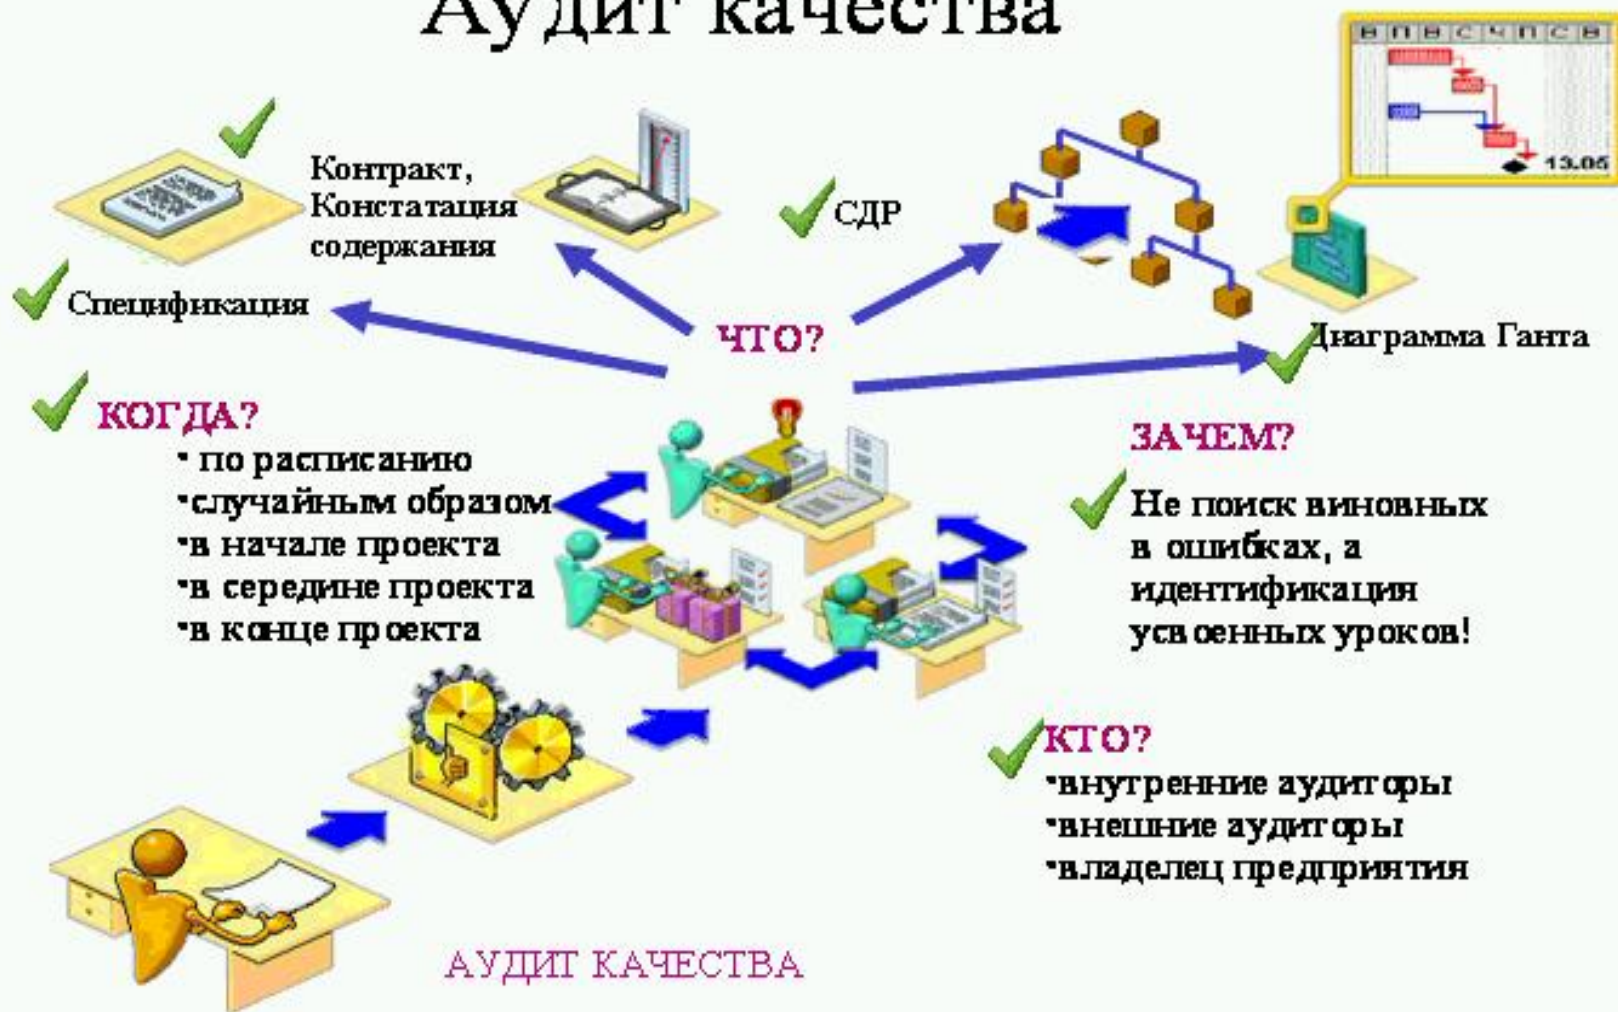 Аудит качества
В П В С Ч П С В
13.05
Контракт,
Констатация
содержания
СДР
Спецификация
ЧТО?
Диаграмма Ганта
КОГДА?
• по расписанию
•случайным образом
•в начале проекта
•в середине проекта
•в конце проекта
ЗАЧЕМ?
Не поиск виновных
в ошибках, а
идентификация
усвоенных уроков!
КТО?
•внутренние аудиторы
•внешние аудиторы
•владелец предприятия
АУДИТ КАЧЕСТВА